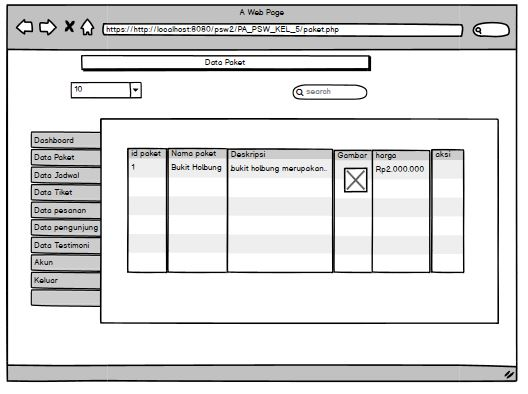 A Web Page
https://http://localhost:8080/psw2/PA_PSW_KEL_5/paket.php
Data Paket
10
search
Dashboard
Data Paket
Data Jadwal
Data Tiket
Data pesanan
Data pengunjung
Data Testimoni
Akun
Keluar
id paket Nama paket Deskripsi Gambar harga aksi
1 Bukit Holbung bukit holbung merupakan.. Rp2.000.000